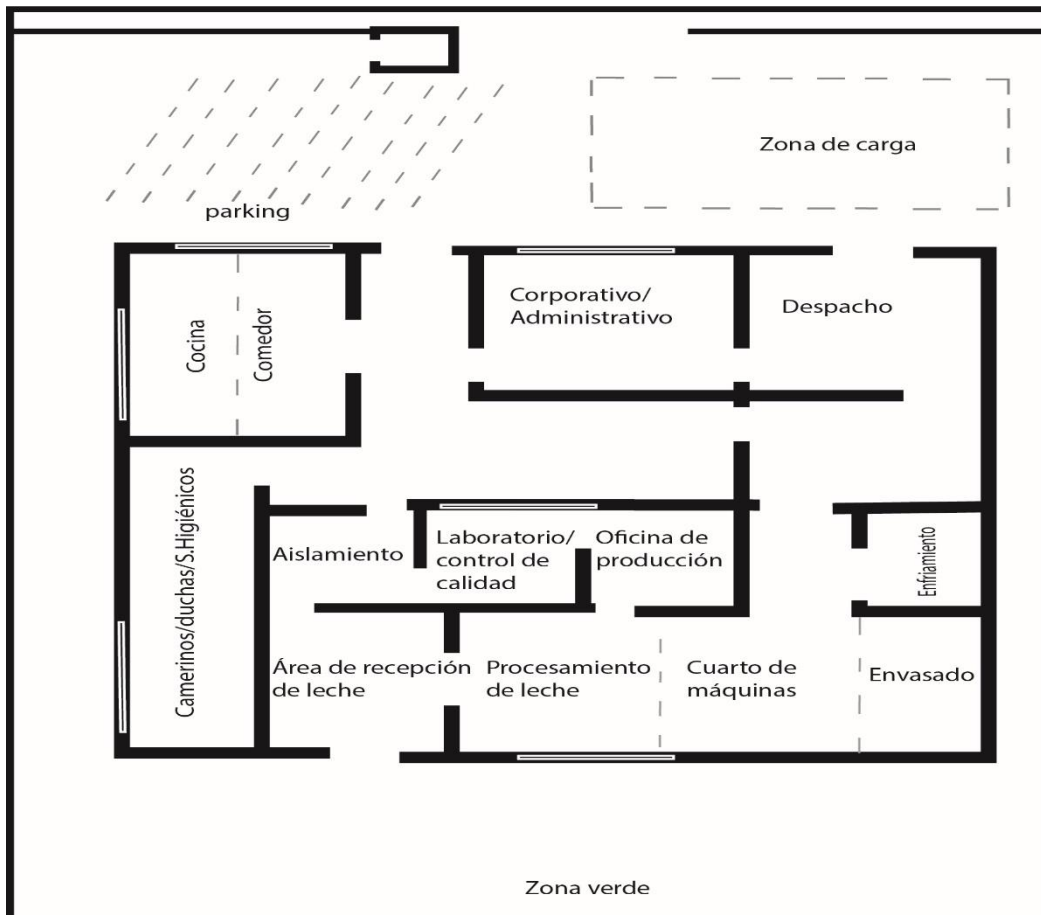 Zona de carga
parking
Corporativo/
Administrativo
Despacho
Cocina
Comedor
Camerinos/duchas/S.Higiénicos
Aislamiento
Laboratorio/
control de
calidad
Oficina de
producción
Enfriamiento
Área de recepción
de leche
Procesamiento
de leche
Cuarto de
máquinas
Envasado
Zona verde